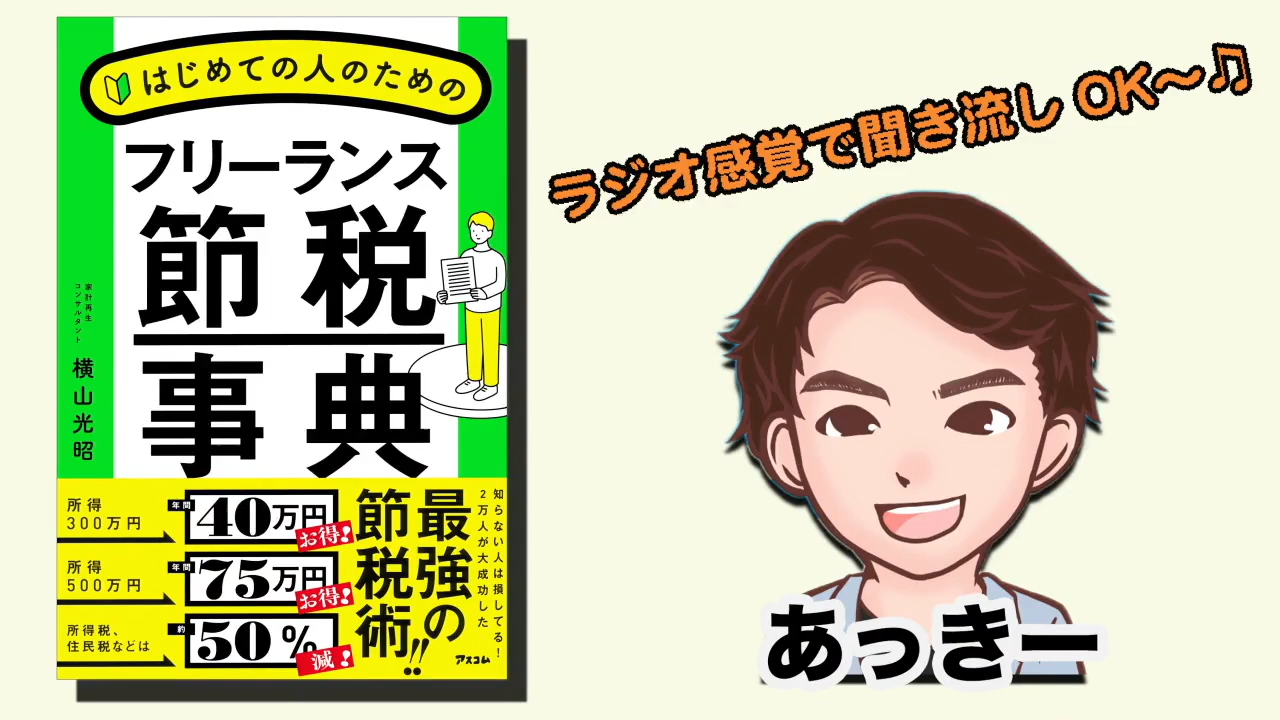 はじめての人のための
フリーランス
節税
事典
家計再生
コンサルタント
横山光昭
所得
300万円
年間
40万円
お得!
所得
500万円
年間
75万円
お得!
所得税、
住民税などは
約
50%
減!
知らない人は損してる!
2万人が大成功した
最強の
節税術!!
アスコム
ラジオ感覚で聞き流し OK〜♫
あっきー